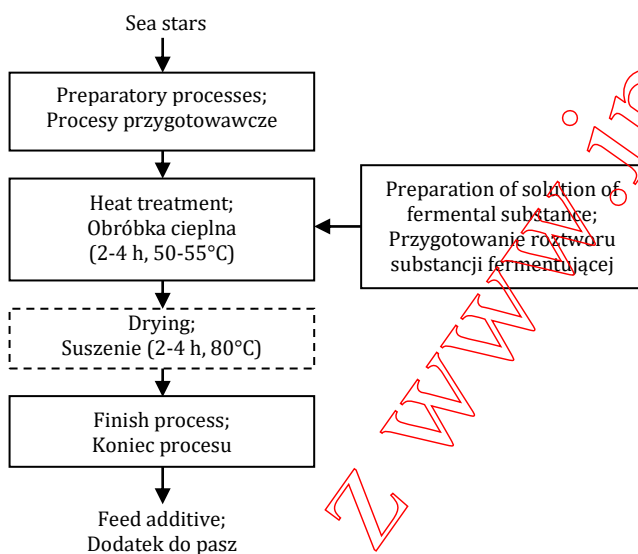 Sea stars
Preparatory processes;
Procesy przygotowawcze
Heat treatment;
Obróbka cieplna
(2-4 h, 50-55°C)
Preparation of solution of
fermental substance;
Przygotowanie roztworu
substancji fermentującej
Drying;
Suszenie (2-4 h, 80°C)
Finish process;
Koniec procesu
Feed additive;
Dodatek do pasz
z www.in